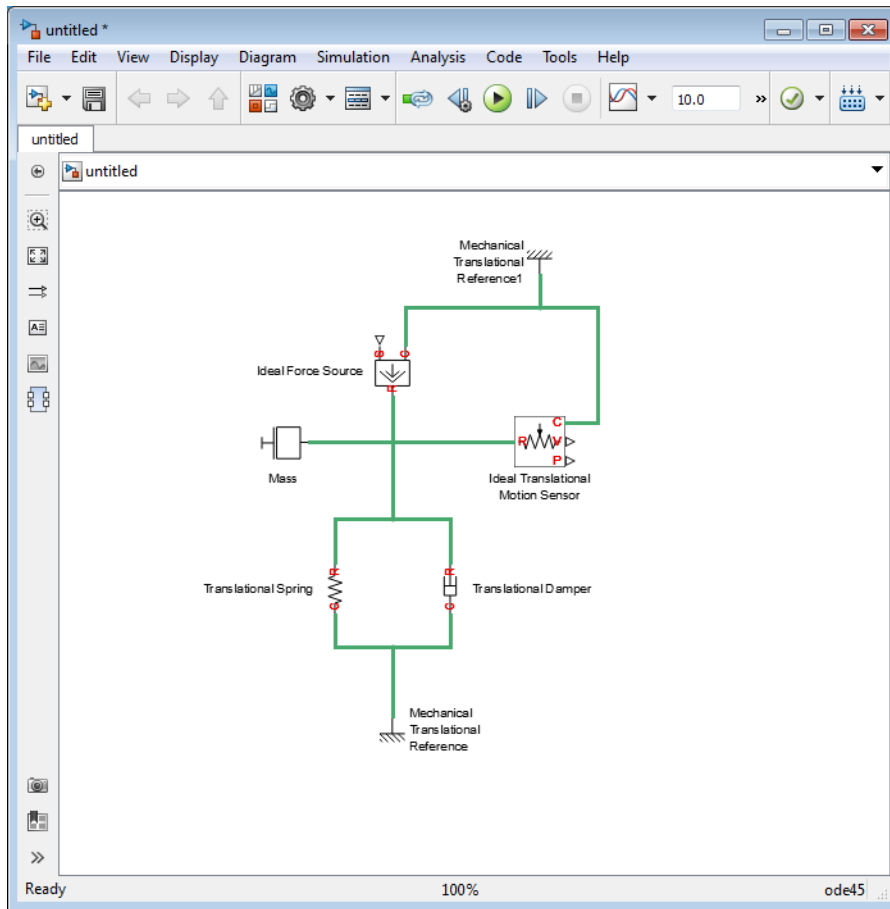 untitled *
File Edit View Display Diagram Simulation Analysis Code Tools Help
10.0 »
untitled
untitled
Mechanical
Translational
Reference1
S C
Ideal Force Source
R
C
R V
P
Mass
Ideal Translational
Motion Sensor
R R
Translational Spring Translational Damper
C C
Mechanical
Translational
Reference
Ready 100% ode45